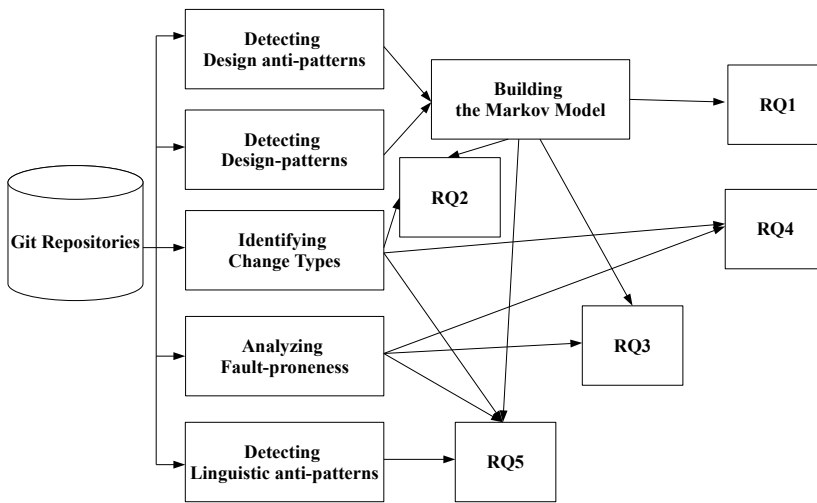 Detecting
Design anti-patterns
Building
the Markov Model
RQ1
Detecting
Design-patterns
RQ2
RQ4
Git Repositories
Identifying
Change Types
Analyzing
Fault-proneness
RQ3
Detecting
Linguistic anti-patterns
RQ5